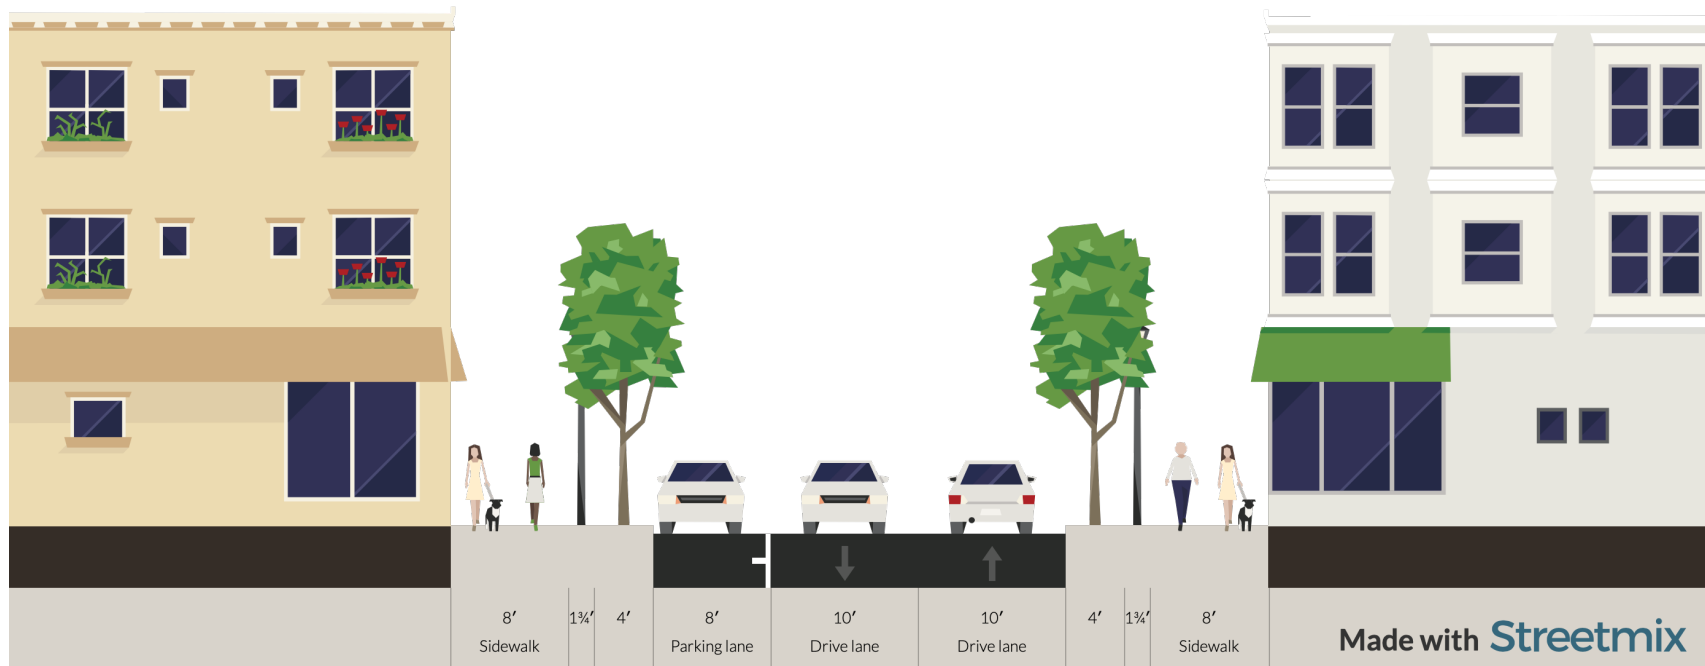 8′
1¾′
4′
8′
10′
10′
4′
1¾′
8′
Sidewalk
Parking lane
Drive lane
Drive lane
Sidewalk
Made with Streetmix